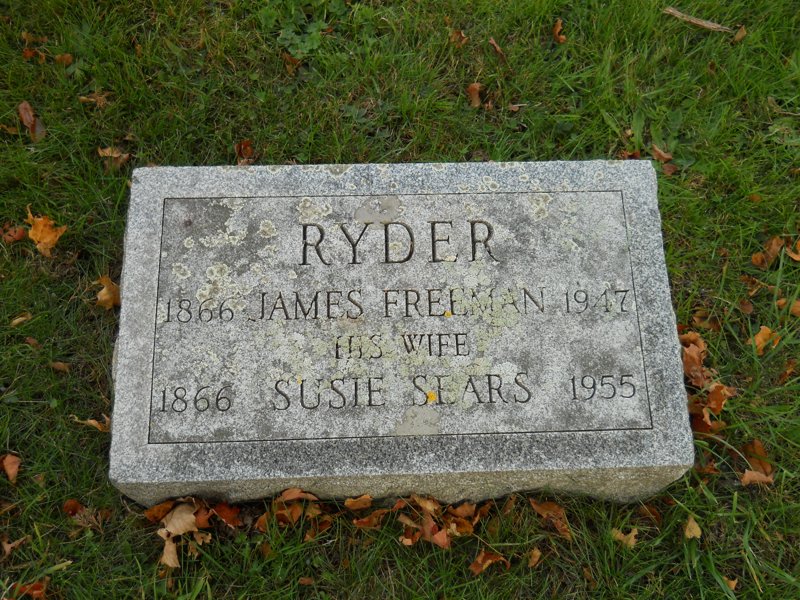 RYDER
1866 JAMES FREEMAN 1947
HIS WIFE
1866 SUSIE SEARS 1955